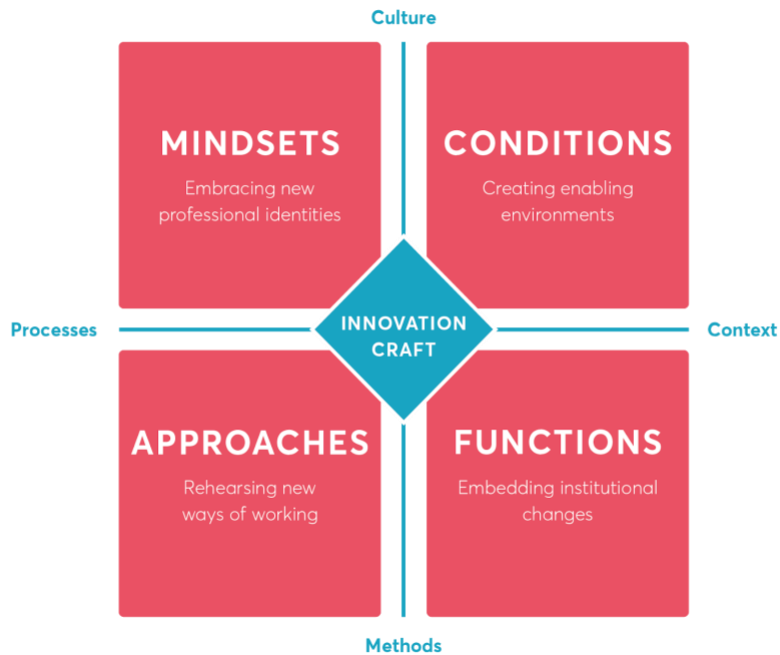 Culture
MINDSETS
Embracing new
professional identities
CONDITIONS
Creating enabling
environments
Processes
INNOVATION
CRAFT
Context
APPROACHES
Rehearsing new
ways of working
FUNCTIONS
Embedding institutional
changes
Methods